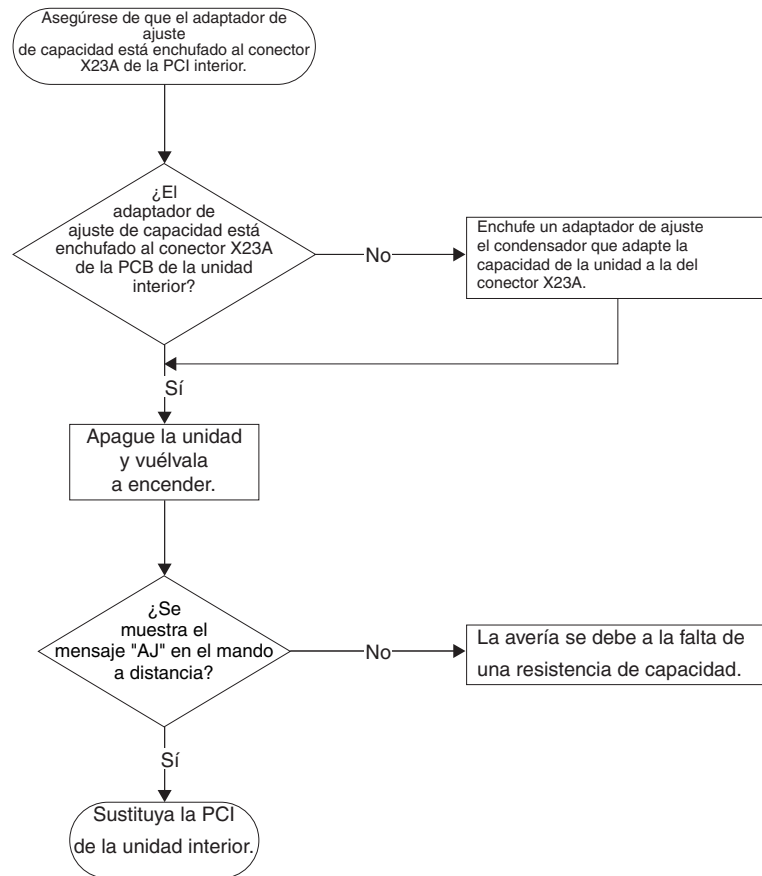 Asegúrese de que el adaptador de
ajuste
de capacidad está enchufado al conector
X23A de la PCI interior.
¿El
adaptador de
ajuste de capacidad está
enchufado al conector X23A
de la PCB de la unidad
interior?
No
Enchufe un adaptador de ajuste
el condensador que adapte la
capacidad de la unidad a la del
conector X23A.
Sí
Apague la unidad
y vuélvala
a encender.
¿Se
muestra el
mensaje "AJ" en el mando
a distancia?
No
La avería se debe a la falta de
una resistencia de capacidad.
Sí
Sustituya la PCI
de la unidad interior.